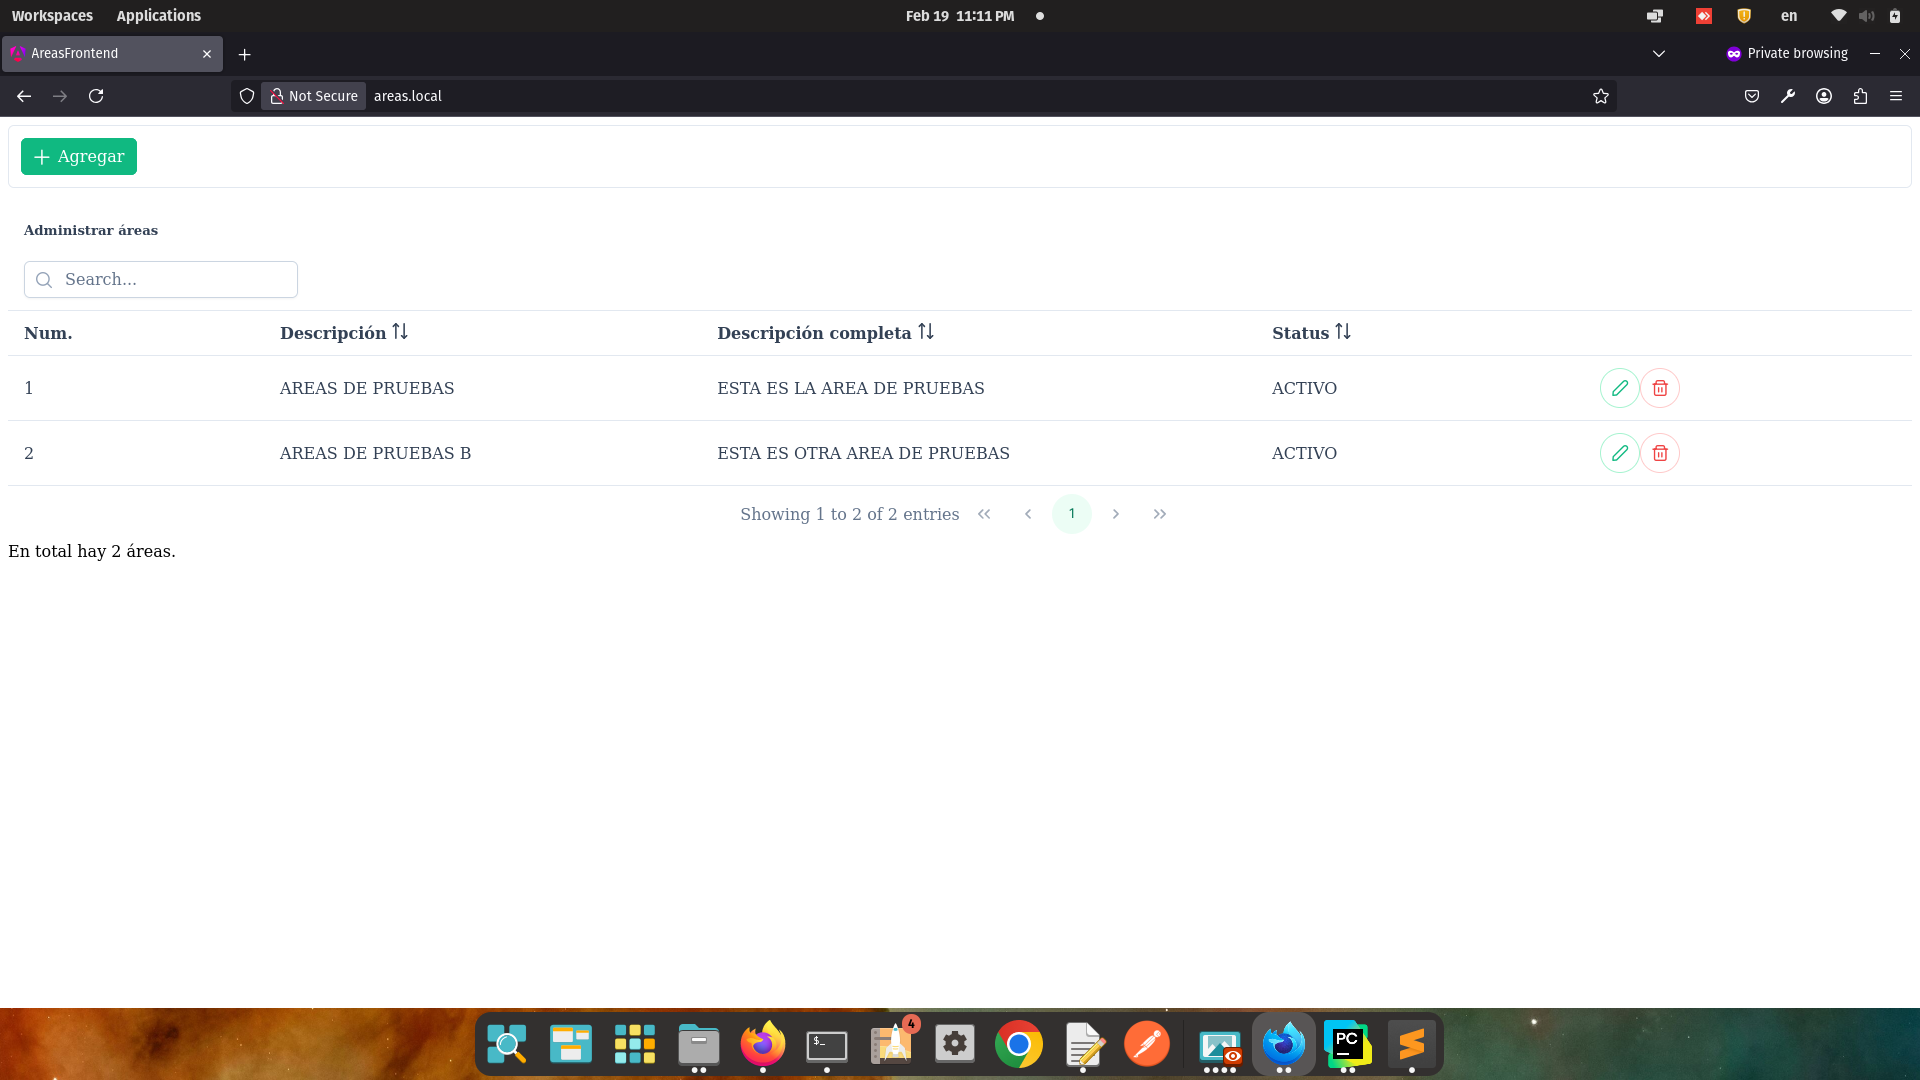 Workspaces Applications Feb 19 11:11 PM en
AreasFrontend Private browsing
Not Secure areas.local
Agregar
Administrar áreas
Search...
Num. Descripción Descripción completa Status
1 AREAS DE PRUEBAS ESTA ES LA AREA DE PRUEBAS ACTIVO
2 AREAS DE PRUEBAS B ESTA ES OTRA AREA DE PRUEBAS ACTIVO
Showing 1 to 2 of 2 entries « ‹ 1 › »
En total hay 2 áreas.
$_ 4 PC